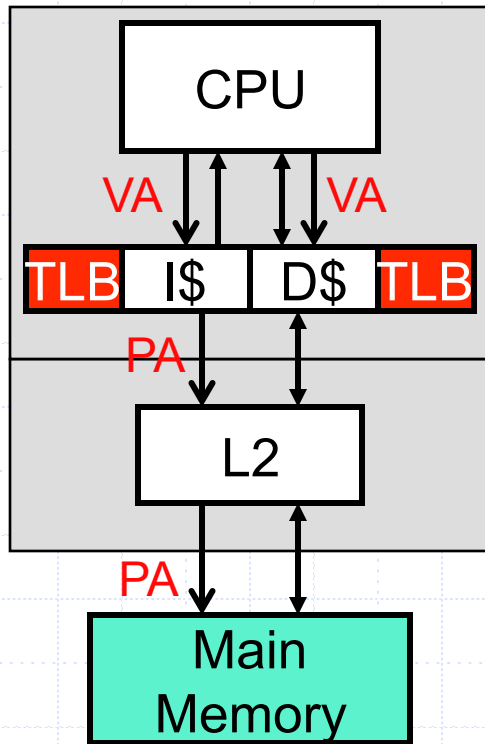 CPU
VA VA
TLB I$ D$ TLB
PA
L2
PA
Main
Memory